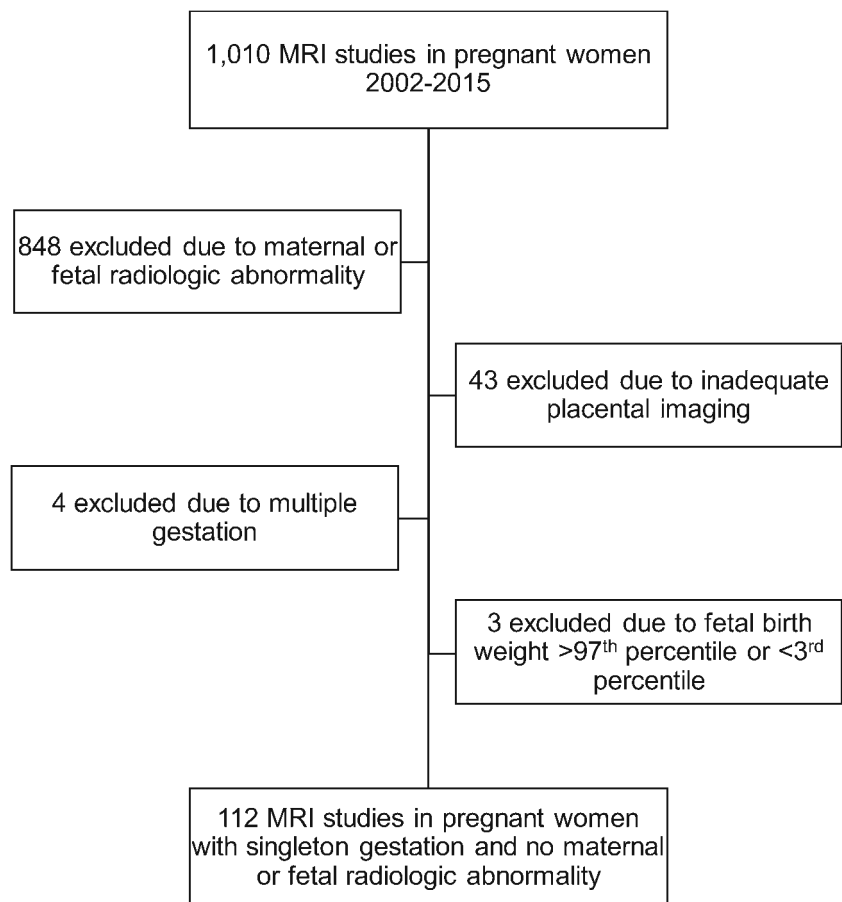 1,010 MRI studies in pregnant women
2002-2015
848 excluded due to maternal or
fetal radiologic abnormality
43 excluded due to inadequate
placental imaging
4 excluded due to multiple
gestation
3 excluded due to fetal birth
weight >97th percentile or <3rd
percentile
112 MRI studies in pregnant women
with singleton gestation and no maternal
or fetal radiologic abnormality